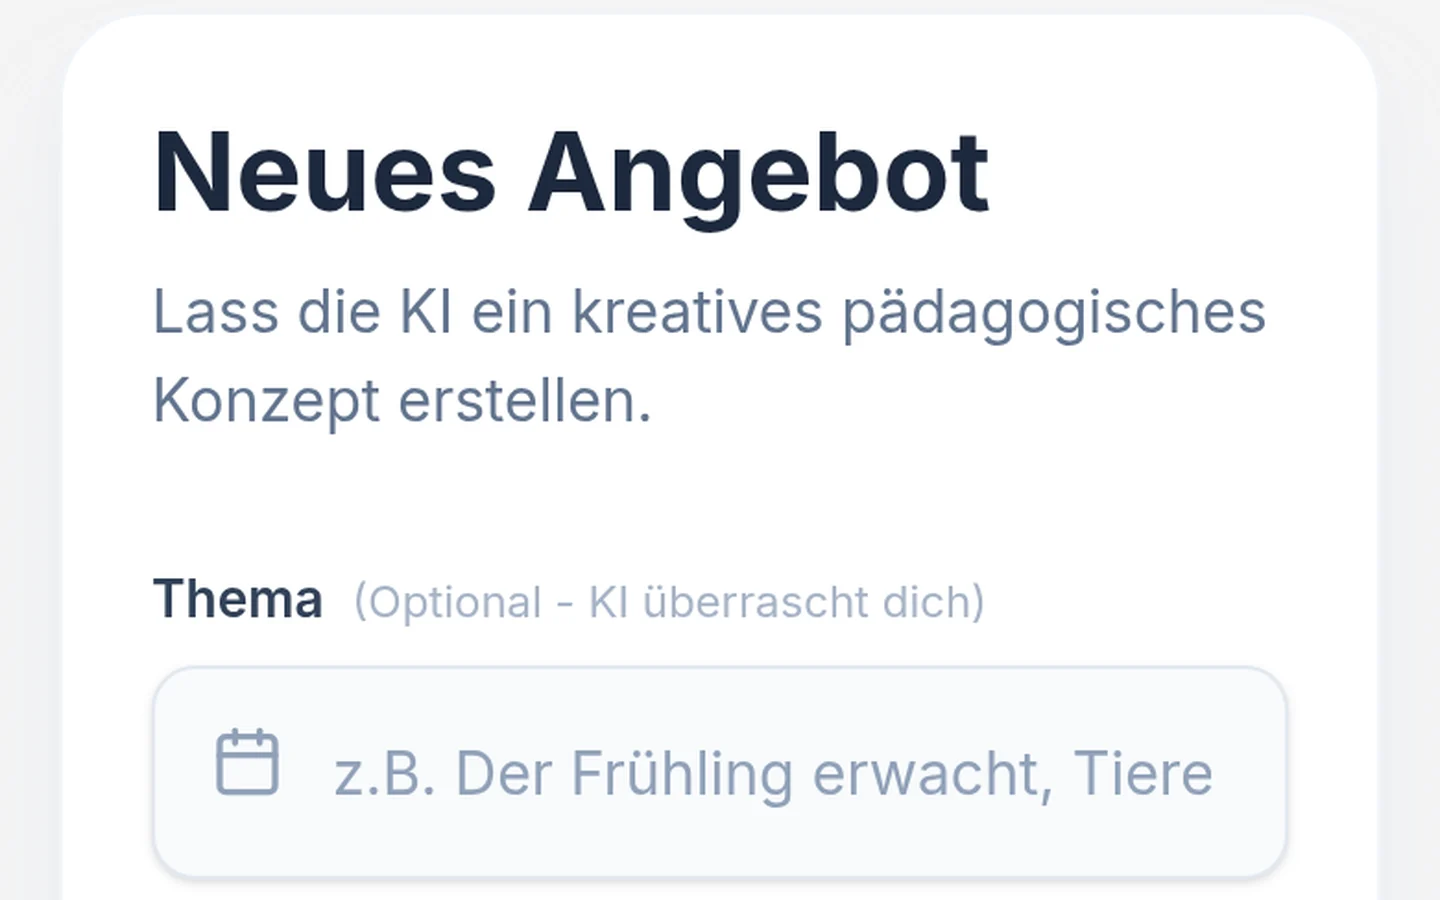 Neues Angebot
Lass die KI ein kreatives pädagogisches
Konzept erstellen.
Thema (Optional - KI überrascht dich)
z.B. Der Frühling erwacht, Tiere